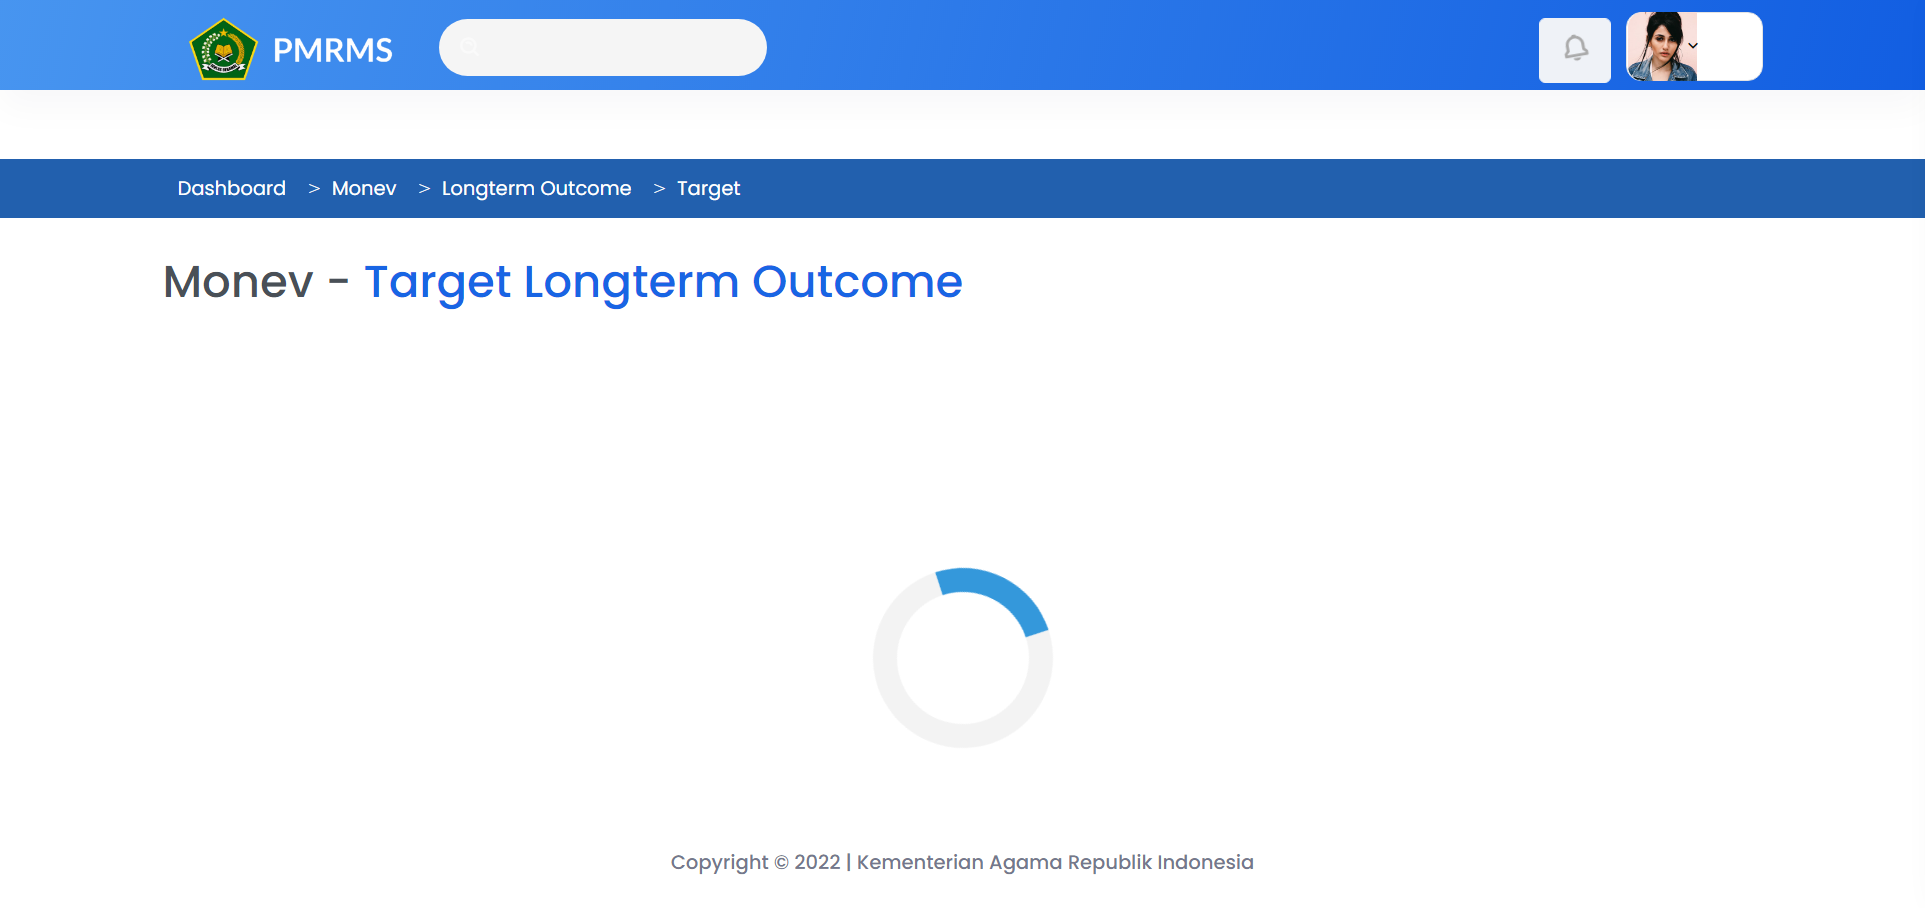 PMRMS
Dashboard > Monev > Longterm Outcome > Target
Monev - Target Longterm Outcome
Copyright © 2022 | Kementerian Agama Republik Indonesia